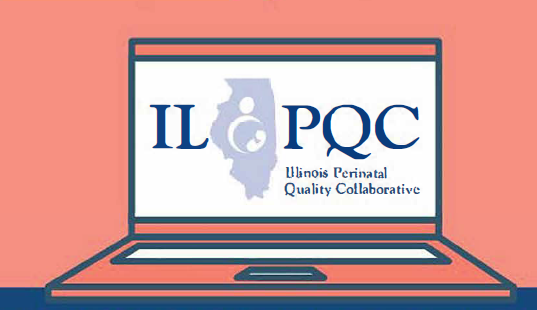 IL PQC
Illinois Perinatal
Quality Collaborative